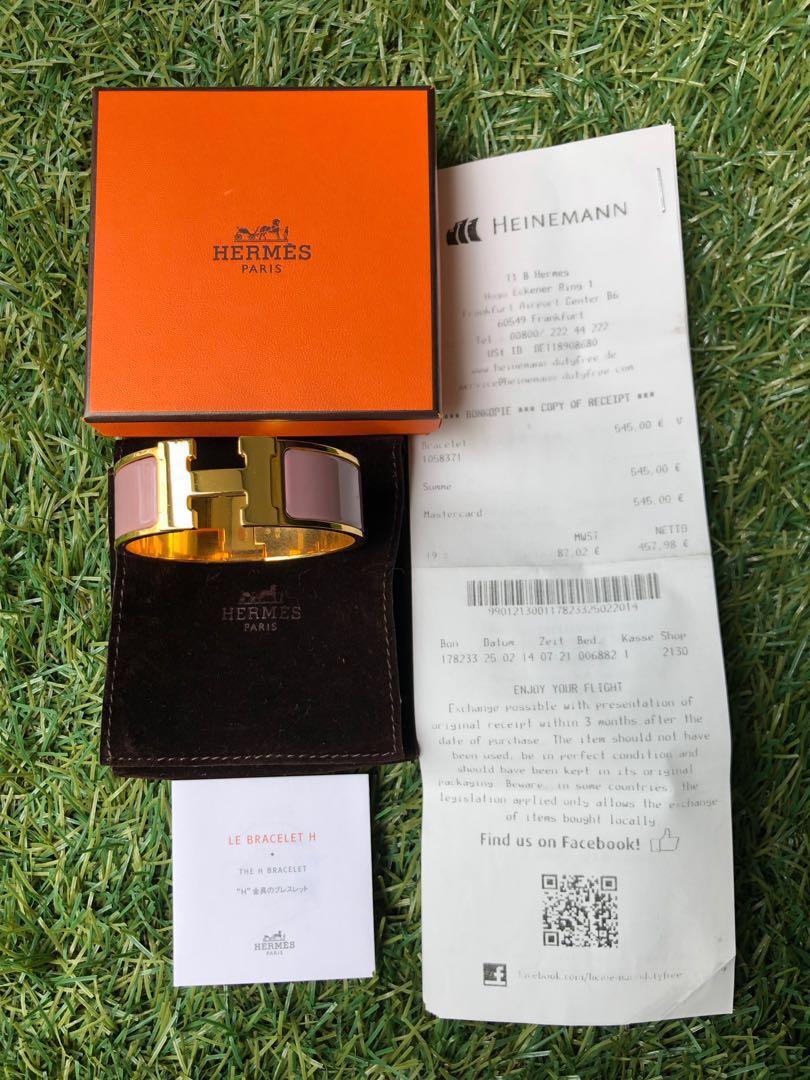 HERMÈS
PARIS
HERMÈS
PARIS
LE BRACELET H
THE H BRACELET
"H" 金具のブレスレット
HERMÈS
PARIS
HEINEMANN
T1 B Hermes
Hugo Eckener Ring 1
Frankfurt Airport Center B6
60549 Frankfurt
Tel. 00800/ 222 44 222
USt ID DE118908680
www.heinemann-dutyfree.de
service@heinemann-dutyfree.com
*** BONKOPIE *** COPY OF RECEIPT ***
545,00 € V
Bracelet
1058371
545,00 €
Summe
545,00 €
Mastercard
MWST NETTO
19 87,02 € 457,98 €
990121300117823325022014
Bon Datum Zeit Bed. Kasse Shop
178233 25 02 14 07:21 006882 1 2130
ENJOY YOUR FLIGHT
Exchange possible with presentation of
original receipt within 3 months after the
date of purchase. The item should not have
been used, be in perfect condition and
should have been kept in its original
packaging. Beware, in some countries, the
legislation applied only allows the exchange
of items bought locally
Find us on Facebook!
facebook.com/heinemanndutyfree